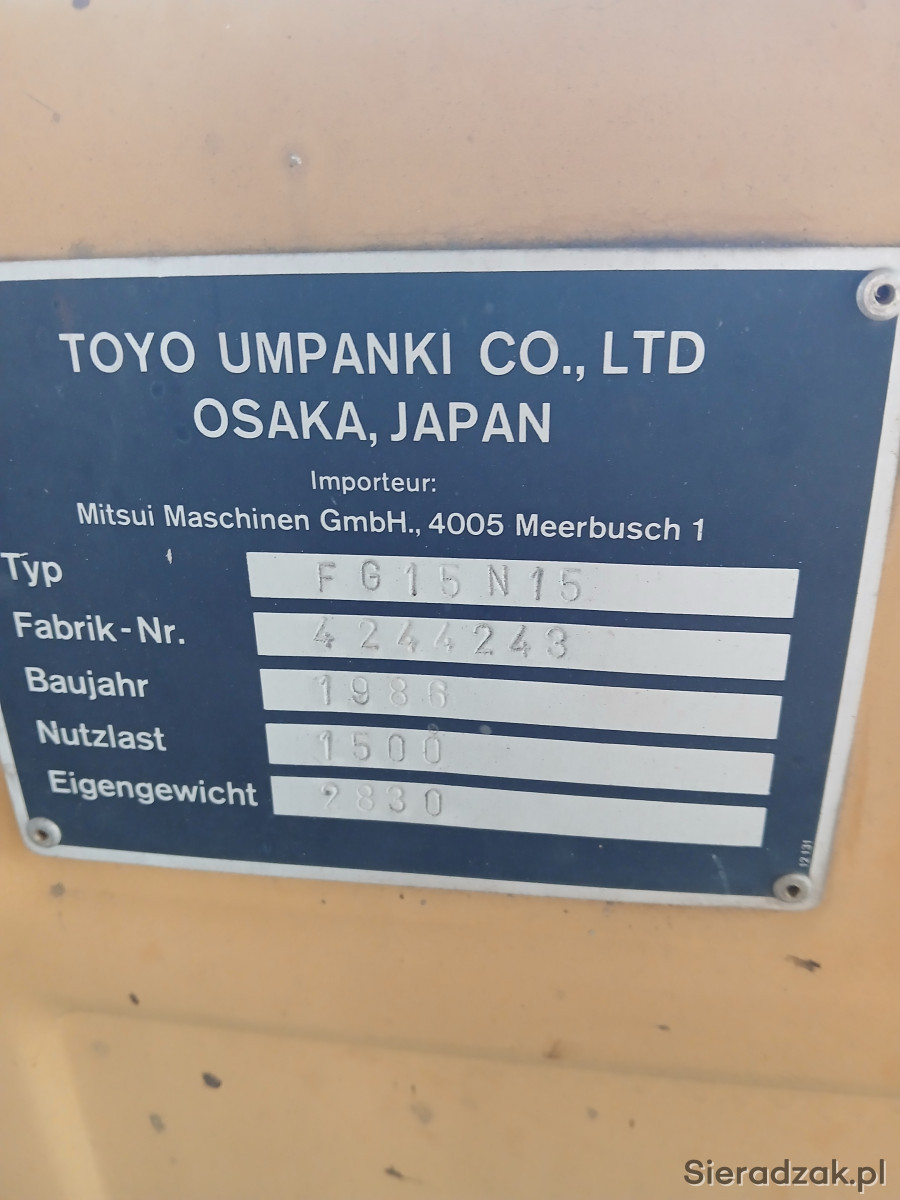 TOYO UMPANKI CO., LTD
OSAKA, JAPAN
Importeur:
Mitsui Maschinen GmbH., 4005 Meerbusch 1
Typ FG15N15
Fabrik-Nr. 4244243
Baujahr 1986
Nutzlast 1500
Eigengewicht 2830
12131
Sieradzak.pl